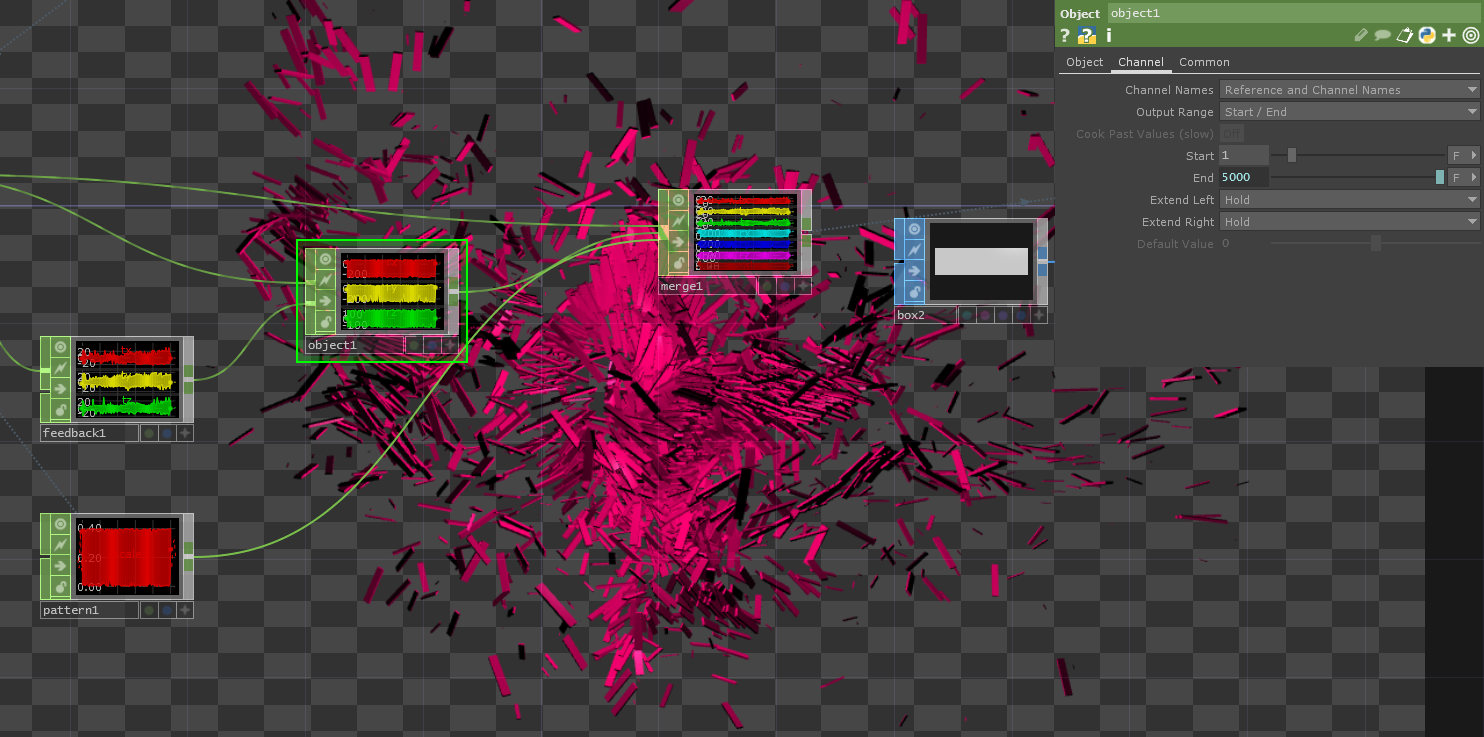 Object object1
? ? i
Object Channel Common
Channel Names Reference and Channel Names
Output Range Start / End
Cook Past Values (slow) Off
Start 1 F
End 5000 F
Extend Left Hold
Extend Right Hold
Default Value 0
merge1
box2
object1
feedback1
0.40
0.20
0.00
pattern1